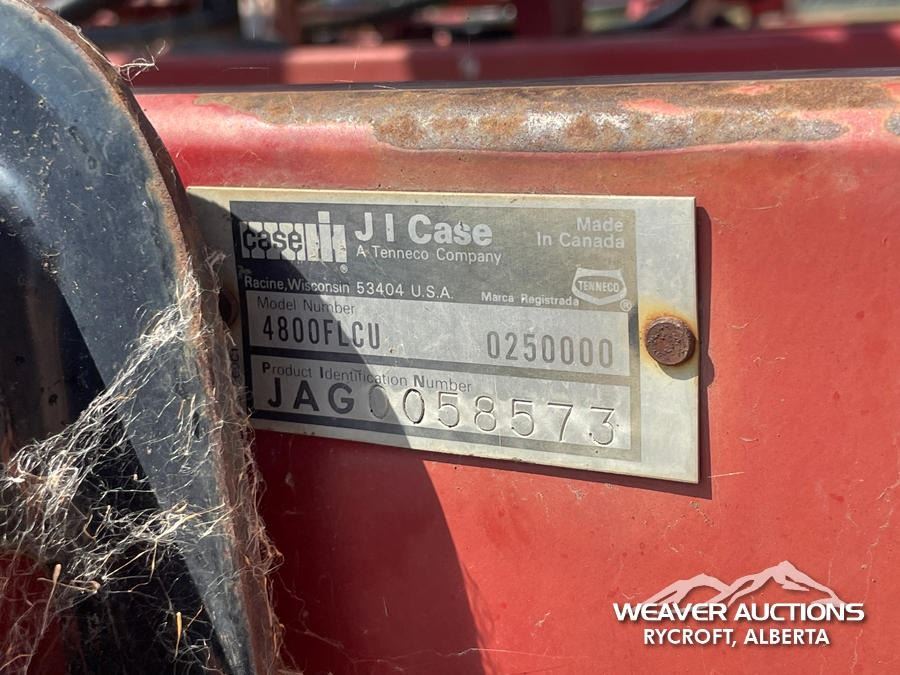 case IH
J I Case
A Tenneco Company
Made
In Canada
Racine, Wisconsin 53404 U.S.A.
Marca Registrada
TENNECO
®
®
Model Number
4800FLCU 0250000
Product Identification Number
JAG0058573
WEAVER AUCTIONS
RYCROFT, ALBERTA